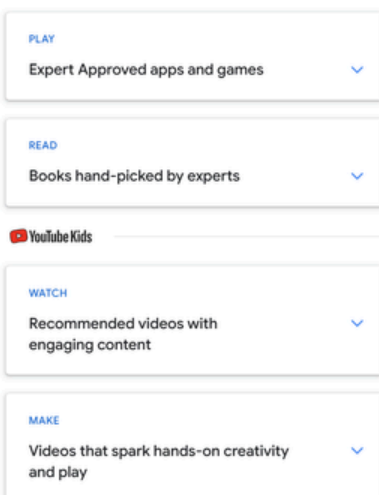 PLAY
Expert Approved apps and games
READ
Books hand-picked by experts
YouTube Kids
WATCH
Recommended videos with
engaging content
MAKE
Videos that spark hands-on creativity
and play